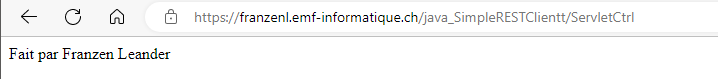 https://franzenl.emf-informatique.ch/java_SimpleRESTClientt/ServletCtrl
Fait par Franzen Leander